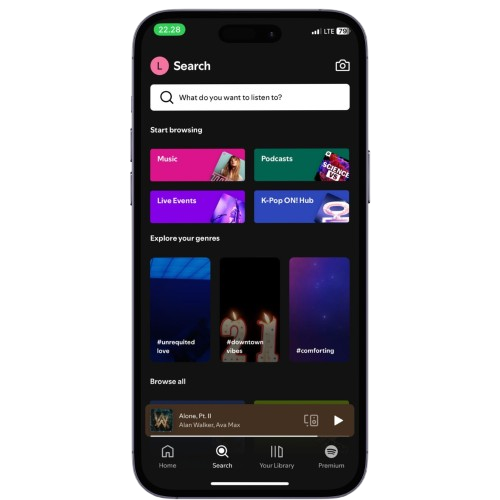 22.28
LTE 79
L Search
What do you want to listen to?
Start browsing
Music
Podcasts
SCIENCE
VS
Live Events
K-Pop ON! Hub
Explore your genres
#unrequited
love
21
#downtown
vibes
#comforting
Browse all
Alone, Pt. II
Alan Walker, Ava Max
Home
Search
Your Library
Premium